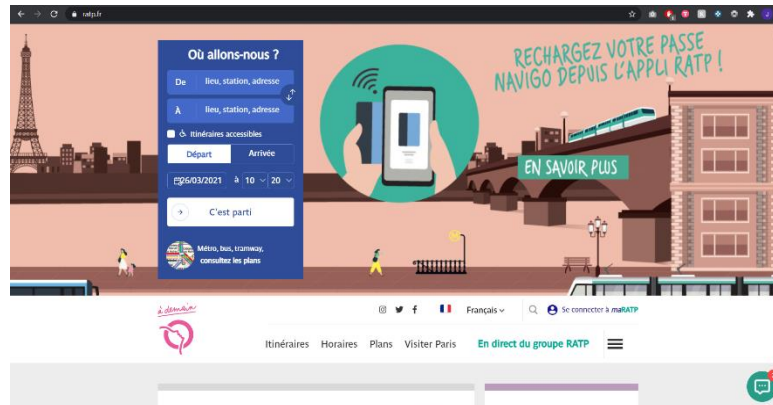 ratp.fr
Où allons-nous ?
De lieu, station, adresse
À lieu, station, adresse
Itinéraires accessibles
Départ Arrivée
26/03/2021 à 10 20
C'est parti
Métro, bus, tramway,
consultez les plans
RECHARGEZ VOTRE PASSE
NAVIGO DEPUIS L'APPLI RATP !
EN SAVOIR PLUS
à demain
Français
Se connecter à maRATP
Itinéraires Horaires Plans Visiter Paris En direct du groupe RATP